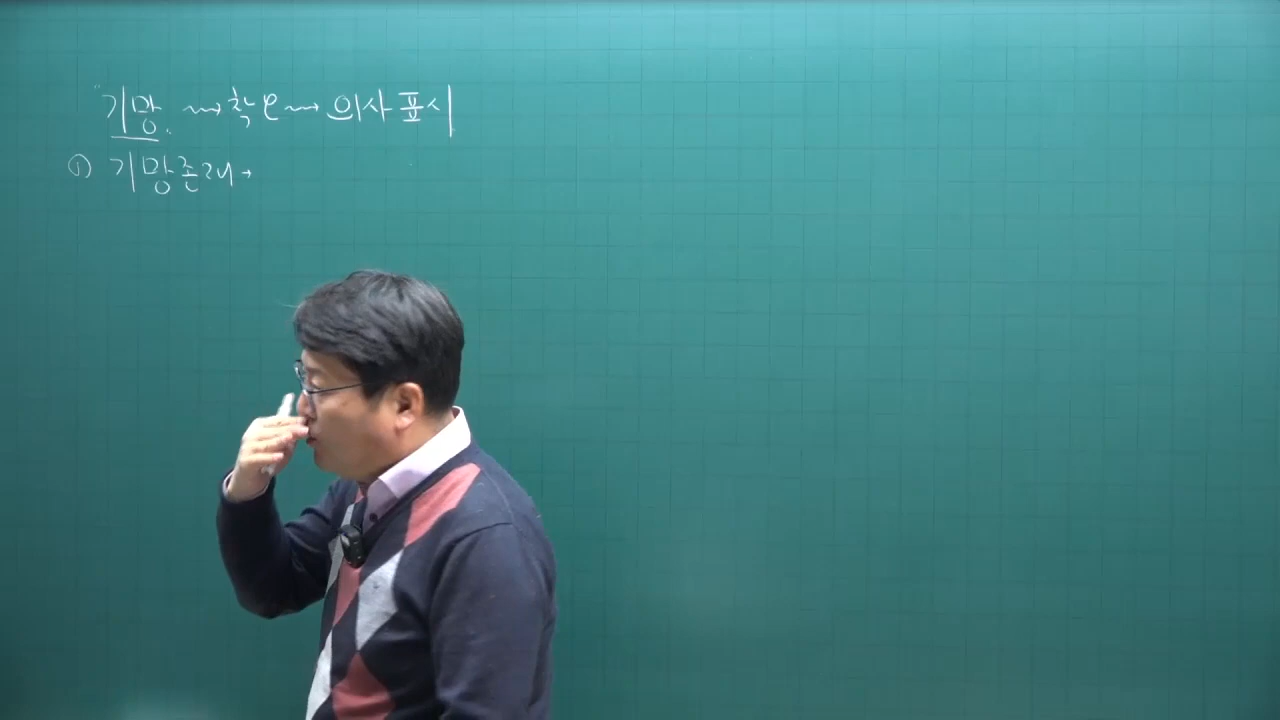 "기망. → 착오 → 의사표시
① 기망존재 →